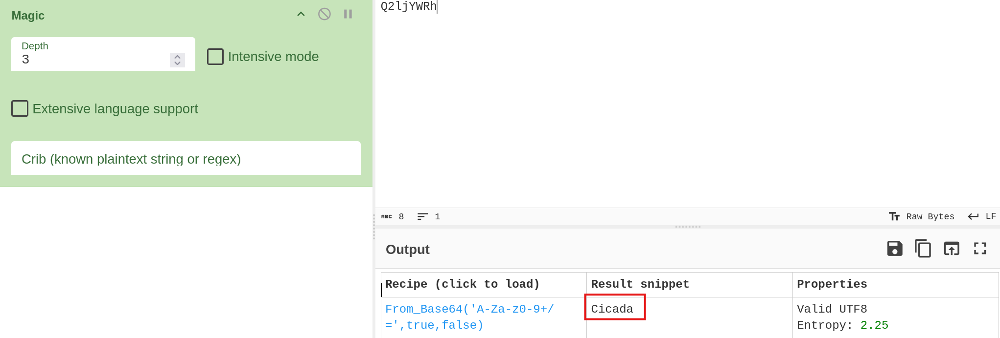 Magic
Depth
3
Intensive mode
Extensive language support
Crib (known plaintext string or regex)
Q2ljYWRh
ABC 8 1
Raw Bytes LF
Output
Recipe (click to load) Result snippet Properties
From_Base64('A-Za-z0-9+/ Cicada Valid UTF8
=',true,false) Entropy: 2.25